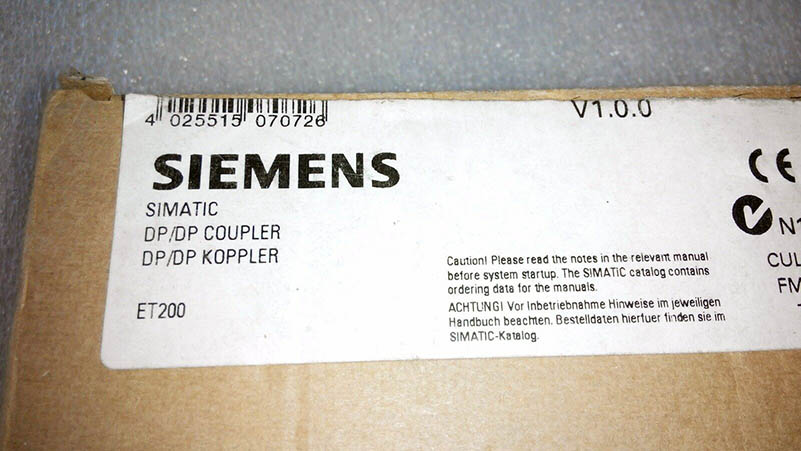 4 025515 070726
V1.0.0
SIEMENS
SIMATIC
DP/DP COUPLER
DP/DP KOPPLER
ET200
Caution! Please read the notes in the relevant manual
before system startup. The SIMATIC catalog contains
ordering data for the manuals.
ACHTUNG! Vor Inbetriebnahme Hinweise im jeweiligen
Handbuch beachten. Bestelldaten hierfuer finden sie im
SIMATIC-Katalog.
CE
N1
CUL
FM